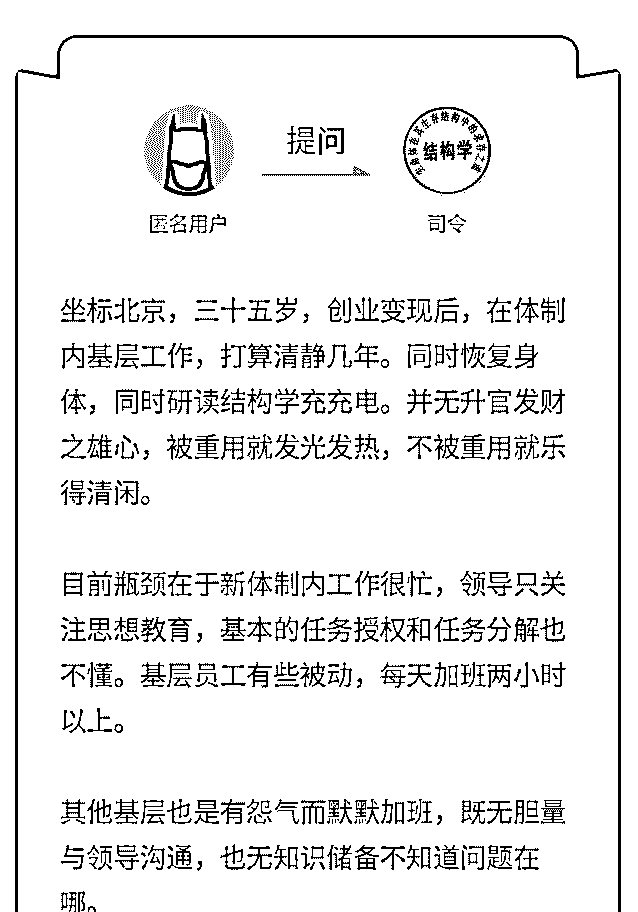 提问
结构学
匿名用户
司令
坐标北京，三十五岁，创业变现后，在体制
内基层工作，打算清静几年。同时恢复身
体，同时研读结构学充充电。并无升官发财
之雄心，被重用就发光发热，不被重用就乐
得清闲。
目前瓶颈在于新体制内工作很忙，领导只关
注思想教育，基本的任务授权和任务分解也
不懂。基层员工有些被动，每天加班两小时
以上。
其他基层也是有怨气而默默加班，既无胆量
与领导沟通，也无知识储备不知道问题在
哪。